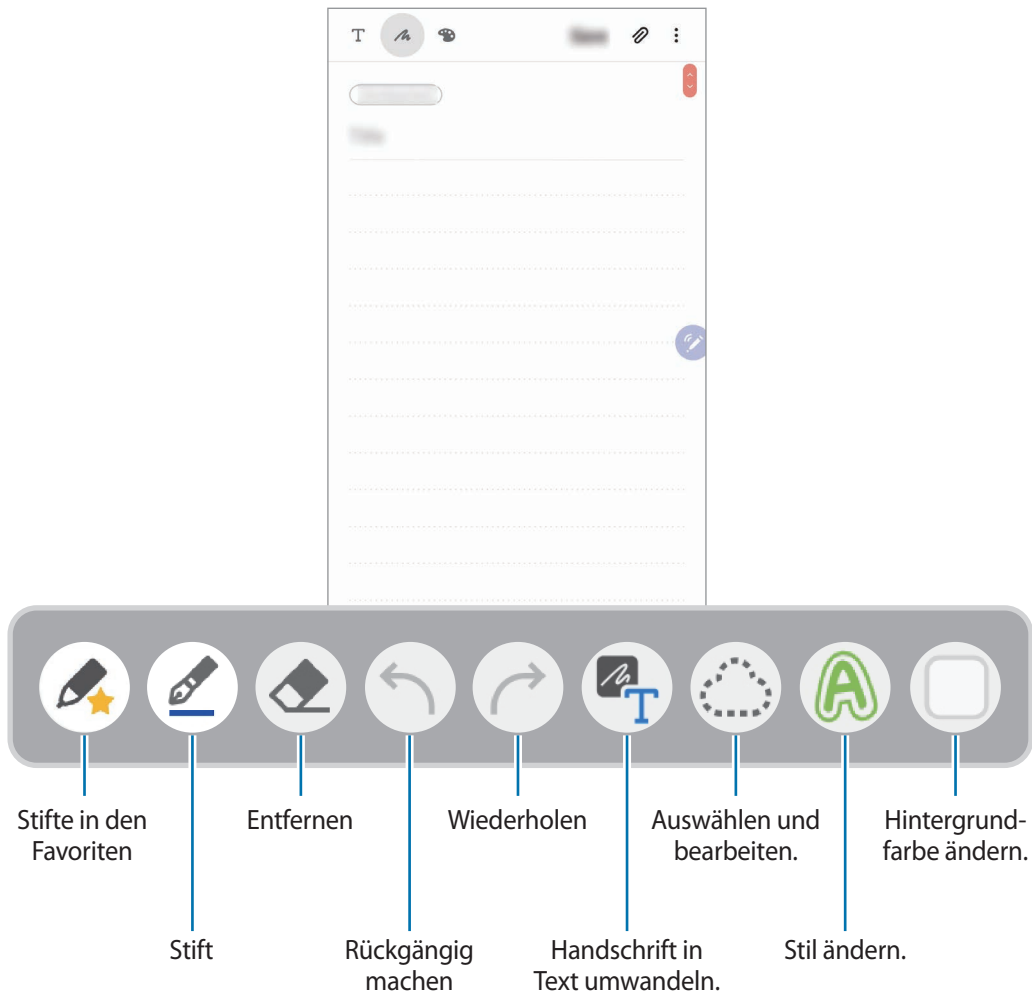 T
Stifte in den
Favoriten
Entfernen
Wiederholen
Auswählen und
bearbeiten.
Hintergrund-
farbe ändern.
Stift
Rückgängig
machen
Handschrift in
Text umwandeln.
Stil ändern.